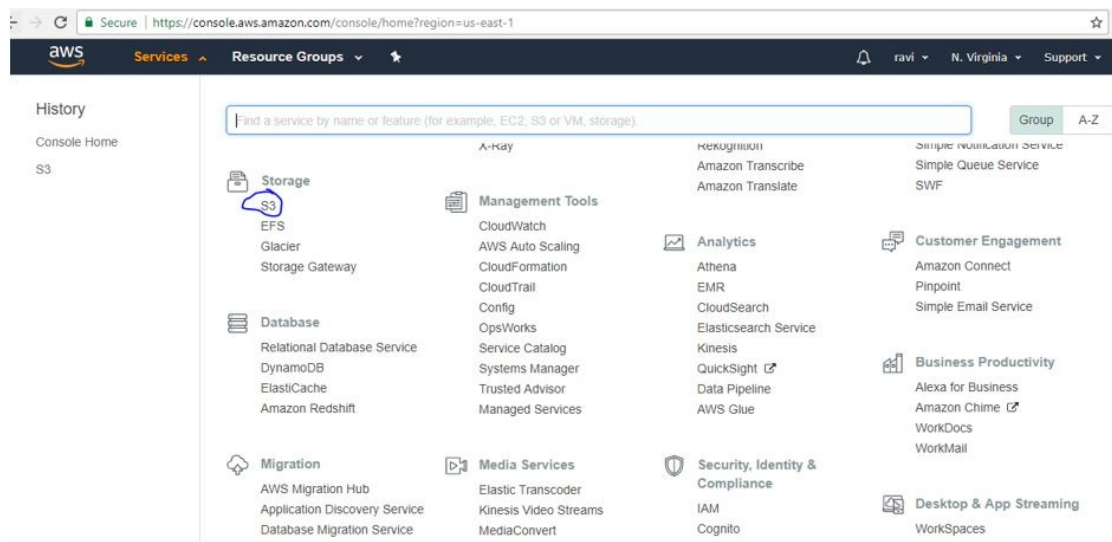 Secure | https://console.aws.amazon.com/console/home?region=us-east-1
aws Services Resource Groups ravi N. Virginia Support
History
Console Home
S3
Find a service by name or feature (for example, EC2, S3 or VM, storage).
Group A-Z
Storage
S3
EFS
Glacier
Storage Gateway
Database
Relational Database Service
DynamoDB
ElastiCache
Amazon Redshift
Migration
AWS Migration Hub
Application Discovery Service
Database Migration Service
X-Ray
Management Tools
CloudWatch
AWS Auto Scaling
CloudFormation
CloudTrail
Config
OpsWorks
Service Catalog
Systems Manager
Trusted Advisor
Managed Services
Media Services
Elastic Transcoder
Kinesis Video Streams
MediaConvert
Rekognition
Amazon Transcribe
Amazon Translate
Analytics
Athena
EMR
CloudSearch
Elasticsearch Service
Kinesis
QuickSight
Data Pipeline
AWS Glue
Security, Identity &
Compliance
IAM
Cognito
Simple Notification Service
Simple Queue Service
SWF
Customer Engagement
Amazon Connect
Pinpoint
Simple Email Service
Business Productivity
Alexa for Business
Amazon Chime
WorkDocs
WorkMail
Desktop & App Streaming
WorkSpaces